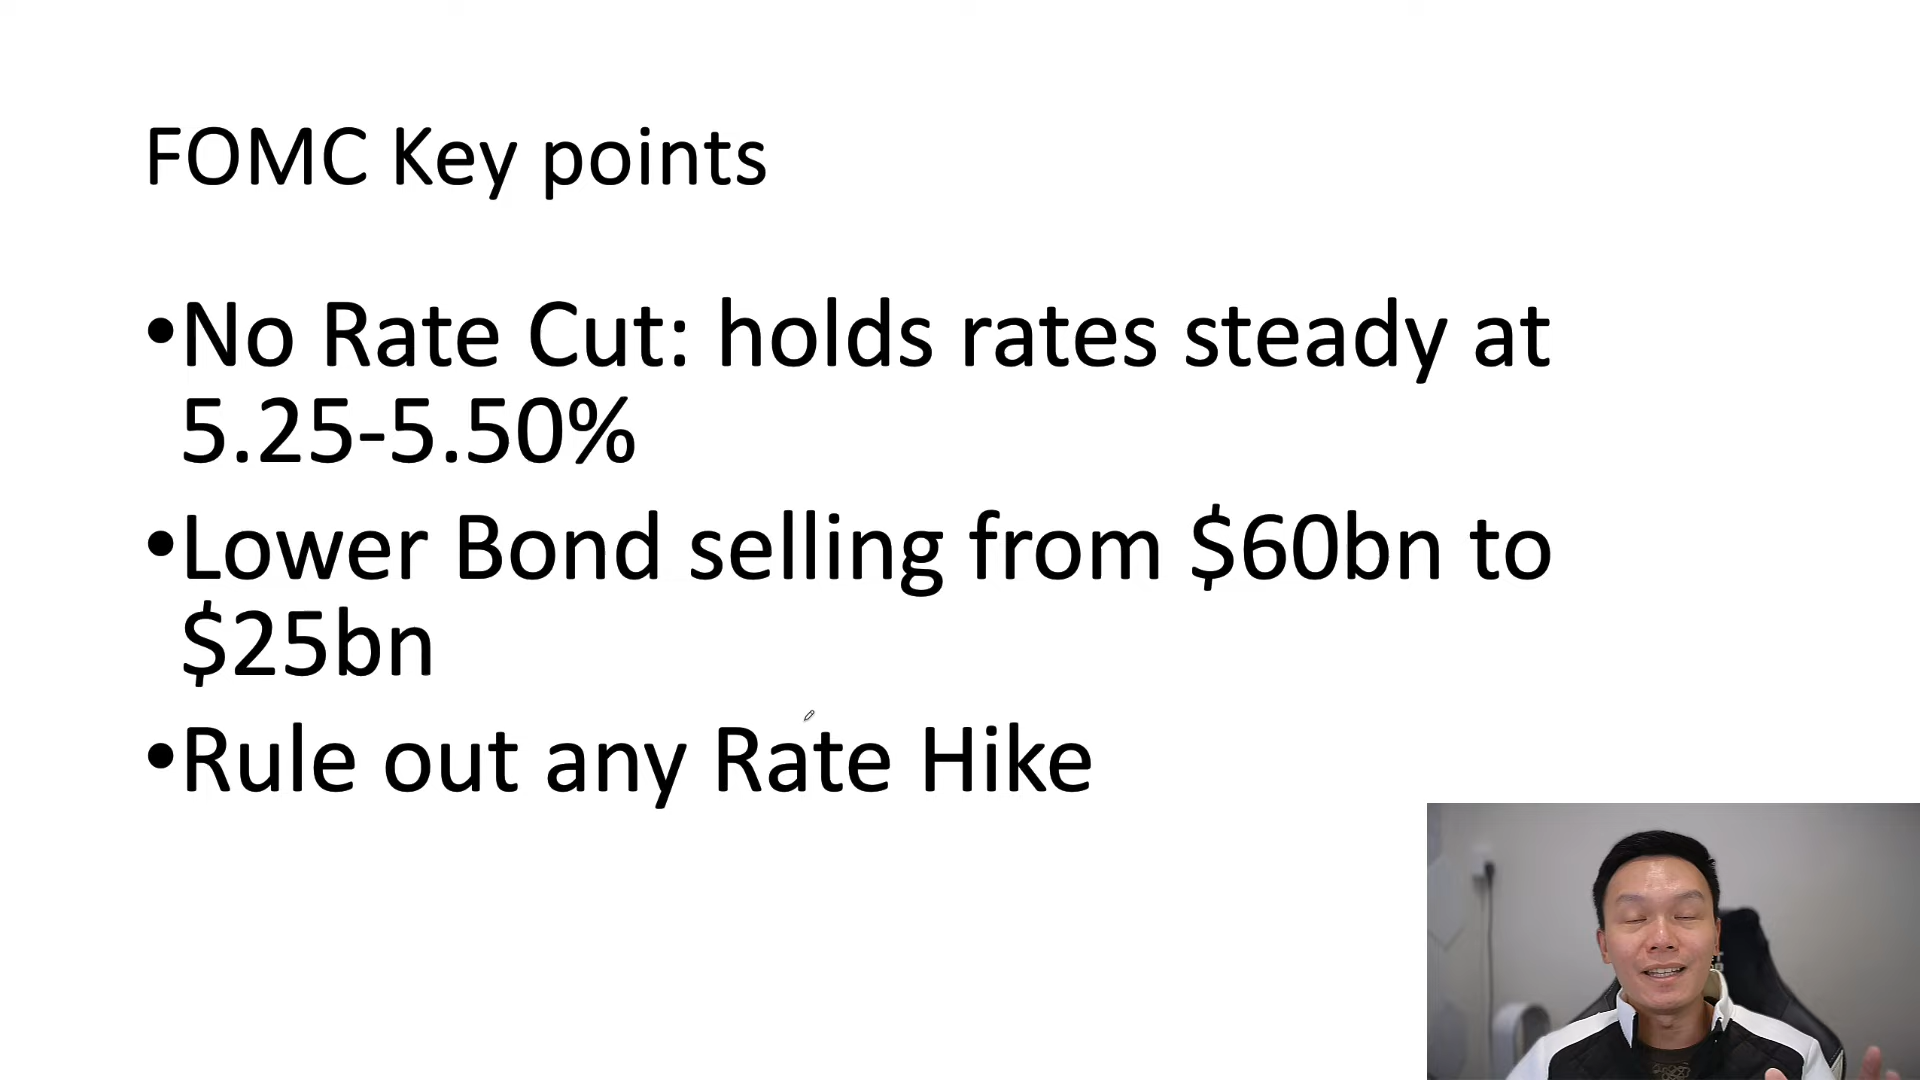 FOMC Key points
•No Rate Cut: holds rates steady at
5.25-5.50%
•Lower Bond selling from $60bn to
$25bn
•Rule out any Rate Hike